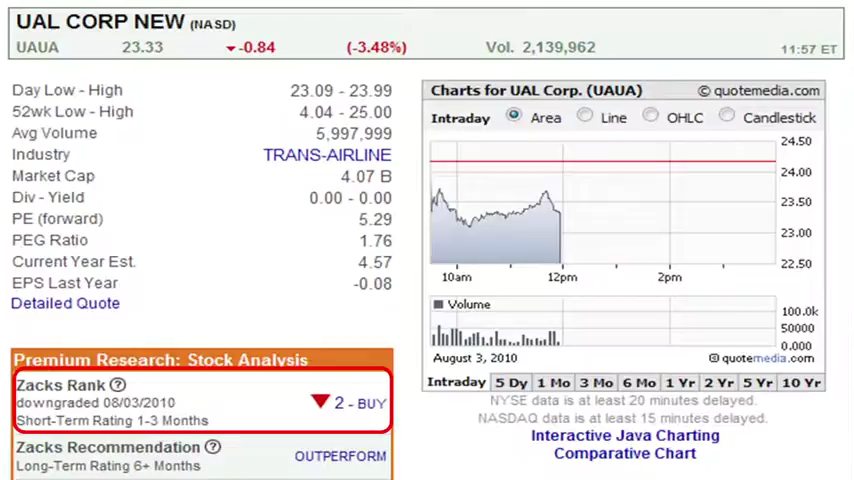 UAL CORP NEW (NASD)
UAUA 23.33 -0.84 (-3.48%) Vol. 2,139,962 11:57 ET
Day Low - High 23.09 - 23.99
52wk Low - High 4.04 - 25.00
Avg Volume 5,997,999
Industry TRANS-AIRLINE
Market Cap 4.07 B
Div - Yield 0.00 - 0.00
PE (forward) 5.29
PEG Ratio 1.76
Current Year Est. 4.57
EPS Last Year -0.08
Detailed Quote
Premium Research: Stock Analysis
Zacks Rank ?
downgraded 08/03/2010
2 - BUY
Short-Term Rating 1-3 Months
Zacks Recommendation ?
Long-Term Rating 6+ Months
OUTPERFORM
Charts for UAL Corp. (UAUA) © quotemedia.com
Intraday Area Line OHLC Candlestick
24.50
24.00
23.50
23.00
22.50
10am 12pm 2pm
Volume
100.0k
50000
0.000
August 3, 2010 © quotemedia.com
Intraday 5 Dy 1 Mo 3 Mo 6 Mo 1 Yr 2 Yr 5 Yr 10 Yr
NYSE data is at least 20 minutes delayed.
NASDAQ data is at least 15 minutes delayed.
Interactive Java Charting
Comparative Chart